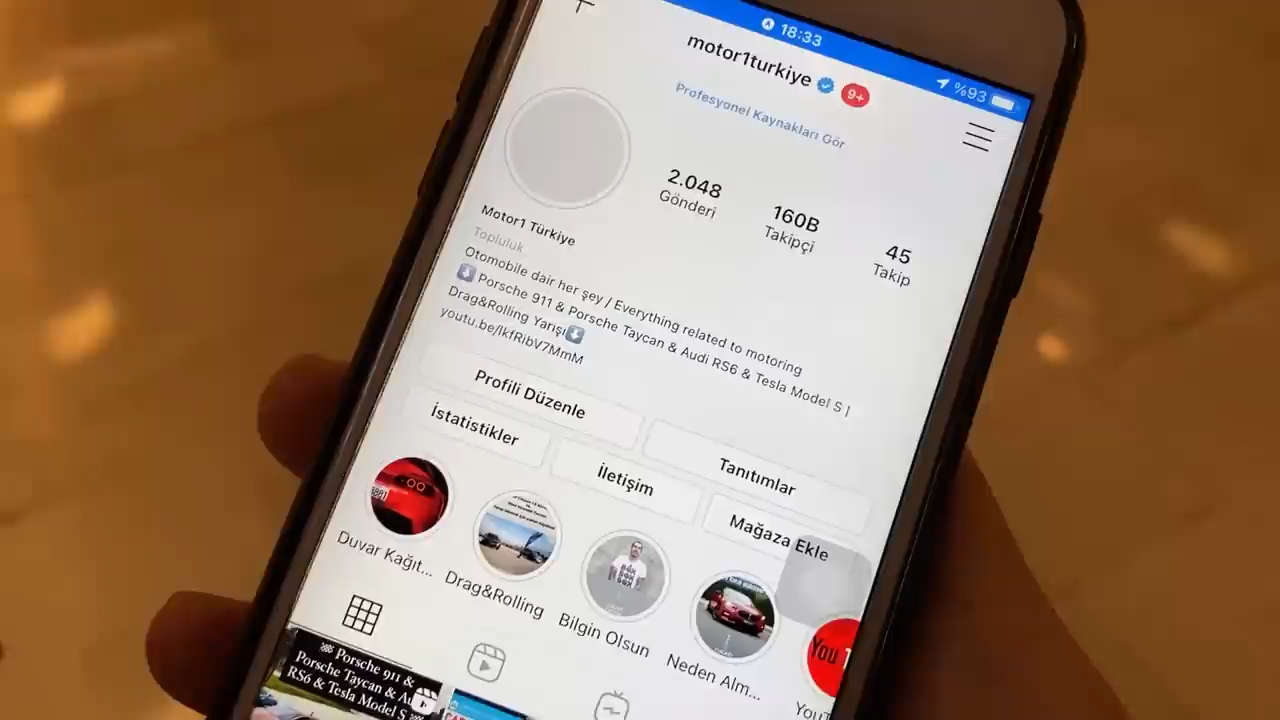 18:33
%93
motor1turkiye
9+
Profesyonel Kaynakları Gör
2.048
Gönderi
160B
Takipçi
45
Takip
Motor1 Türkiye
Topluluk
Otomobile dair her şey / Everything related to motoring
Porsche 911 & Porsche Taycan & Audi RS6 & Tesla Model S |
Drag&Rolling Yarışı
youtu.be/lkfRibV7MmM
Profili Düzenle
Tanıtımlar
İstatistikler
İletişim
Mağaza Ekle
Duvar Kağıt...
Drag&Rolling
Bilgin Olsun
Neden Alm...
You
Porsche 911 &
Porsche Taycan & Au
RS6 & Tesla Model S